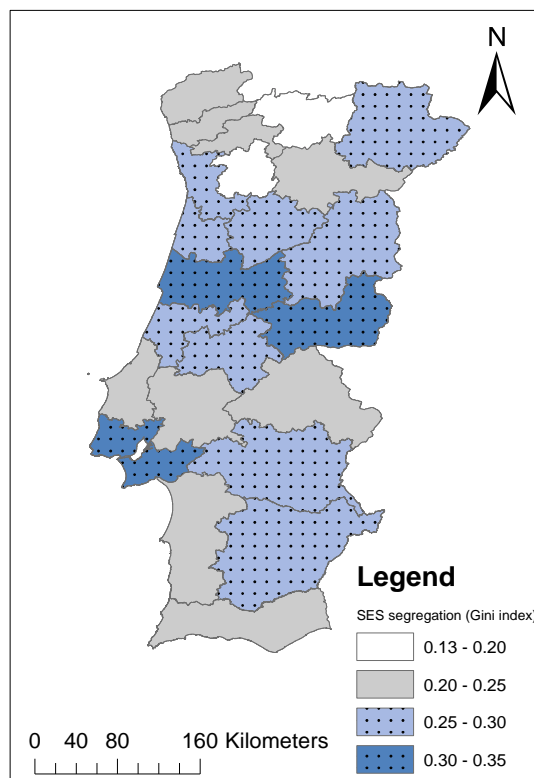 N
Legend
SES segregation (Gini index)
0.13 - 0.20
0.20 - 0.25
0.25 - 0.30
0.30 - 0.35
0 40 80 160 Kilometers